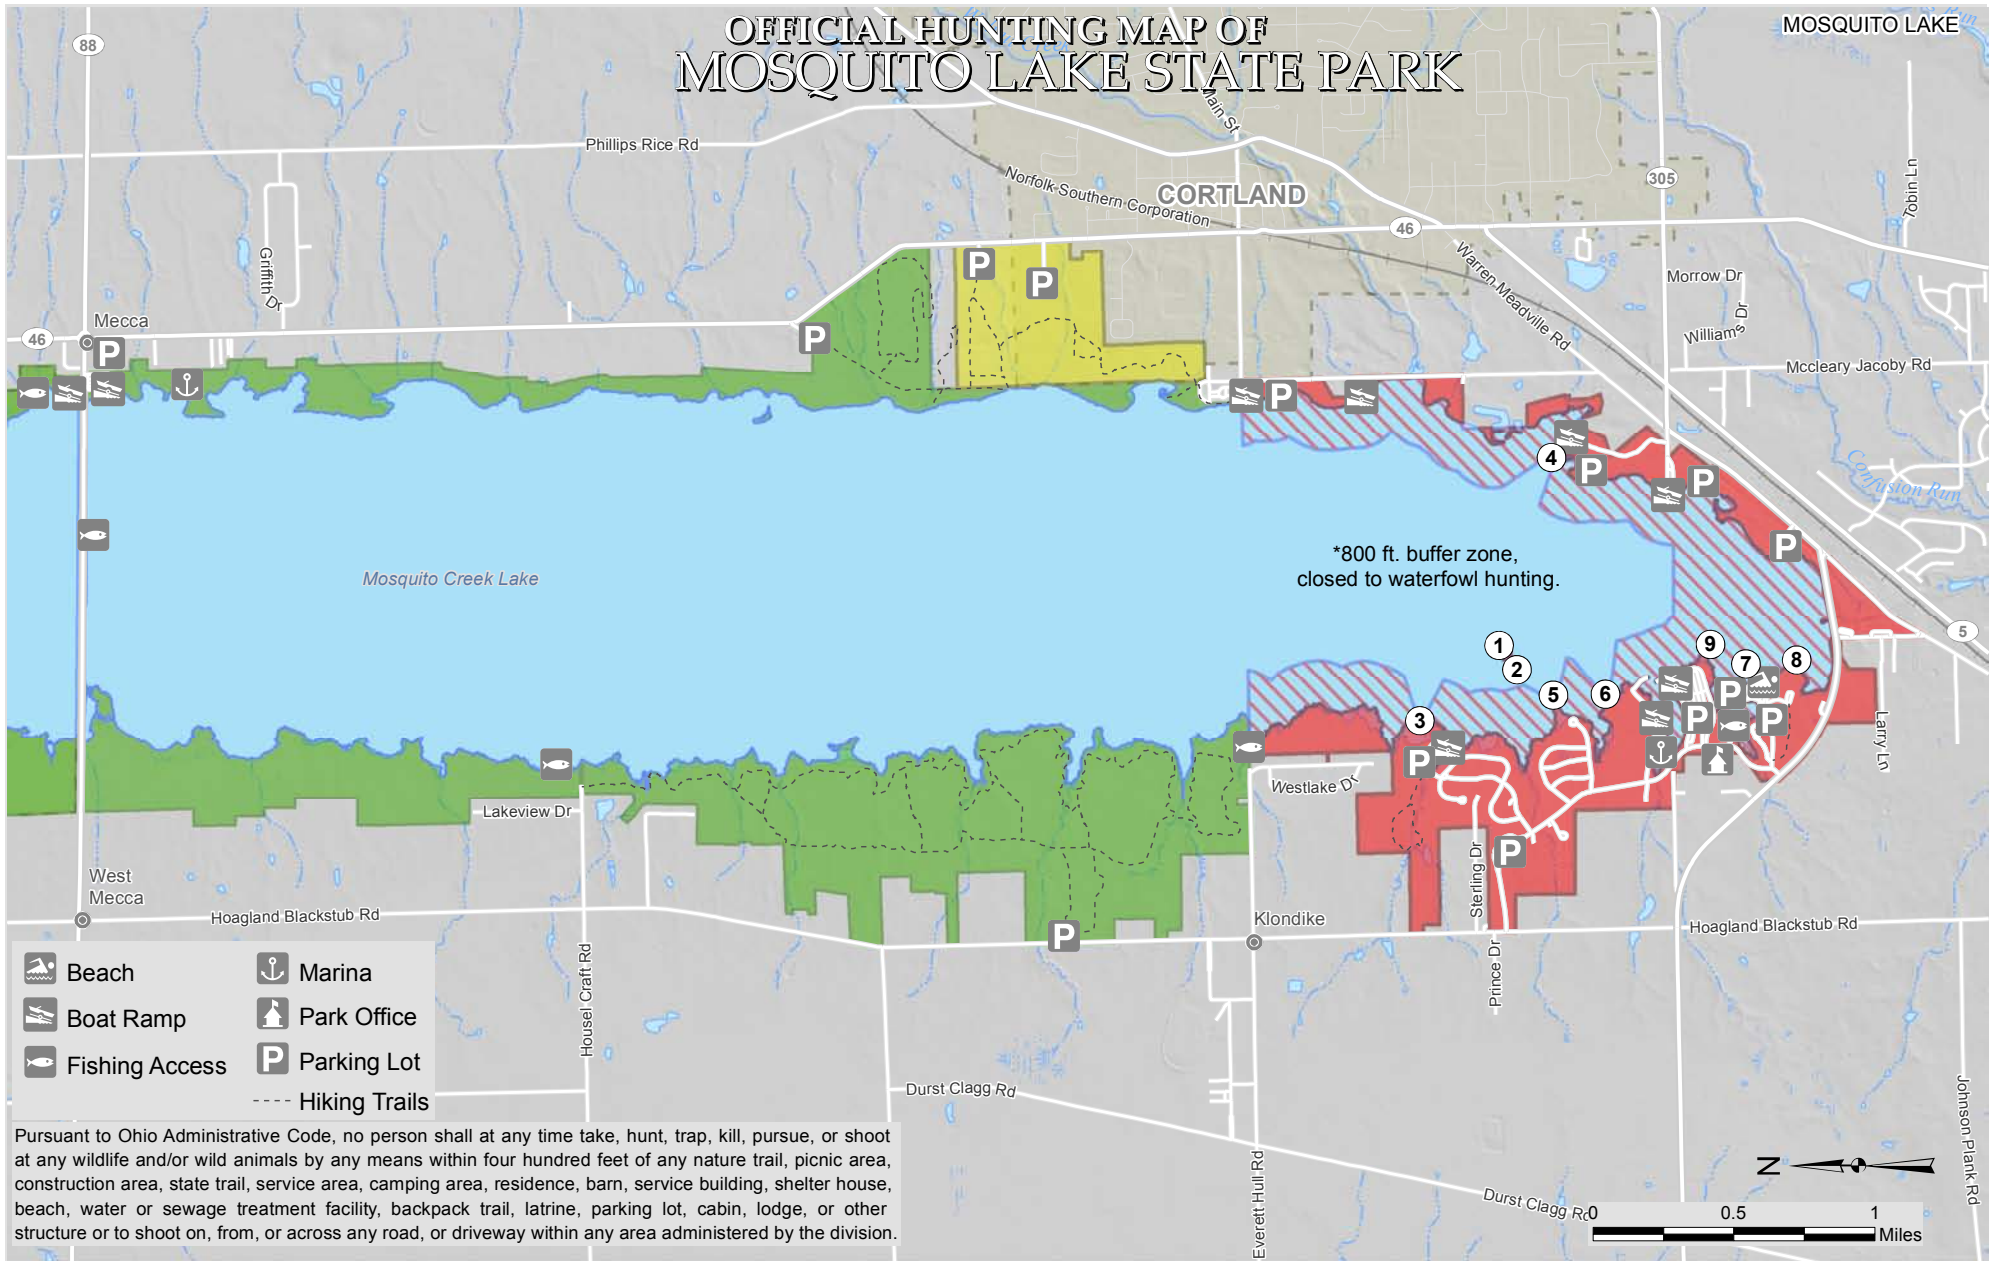 OFFICIAL HUNTING MAP OF
MOSQUITO LAKE STATE PARK
MOSQUITO LAKE
88
Main St
Phillips Rice Rd
Norfolk Southern Corporation
CORTLAND
305
Tobin Ln
46
Griffith Dr
Warren Meadville Rd
Morrow Dr
Williams Dr
Mecca
46
P
P
P
P
P
Mccleary Jacoby Rd
4
P
P
Confusion Run
P
*800 ft. buffer zone,
closed to waterfowl hunting.
Mosquito Creek Lake
5
1
2
9
7
8
5
6
3
P
P
P
P
Larry Ln
Westlake Dr
Lakeview Dr
Sterling Dr
P
West
Mecca
Hoagland Blackstub Rd
Klondike
Hoagland Blackstub Rd
P
Housel Craft Rd
Prince Dr
Beach
Marina
Boat Ramp
Park Office
Fishing Access
P
Parking Lot
Hiking Trails
Durst Clagg Rd
Everett Hull Rd
Johnson Plank Rd
Durst Clagg Rd
N
0
0.5
1
Miles
Pursuant to Ohio Administrative Code, no person shall at any time take, hunt, trap, kill, pursue, or shoot
at any wildlife and/or wild animals by any means within four hundred feet of any nature trail, picnic area,
construction area, state trail, service area, camping area, residence, barn, service building, shelter house,
beach, water or sewage treatment facility, backpack trail, latrine, parking lot, cabin, lodge, or other
structure or to shoot on, from, or across any road, or driveway within any area administered by the division.